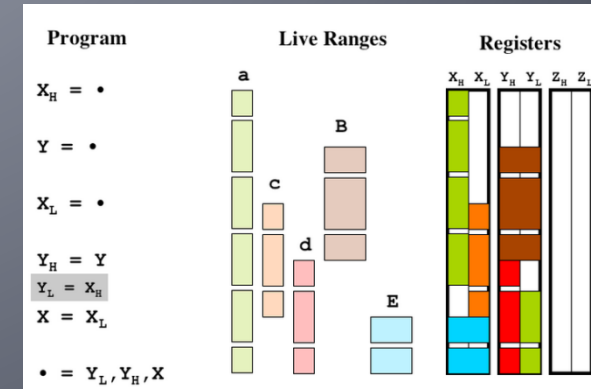 Program
X_H = •
Y = •
X_L = •
Y_H = Y
Y_L = X_H
X = X_L
• = Y_L, Y_H, X
Live Ranges
a
B
c
d
E
Registers
X_H X_L Y_H Y_L Z_H Z_L